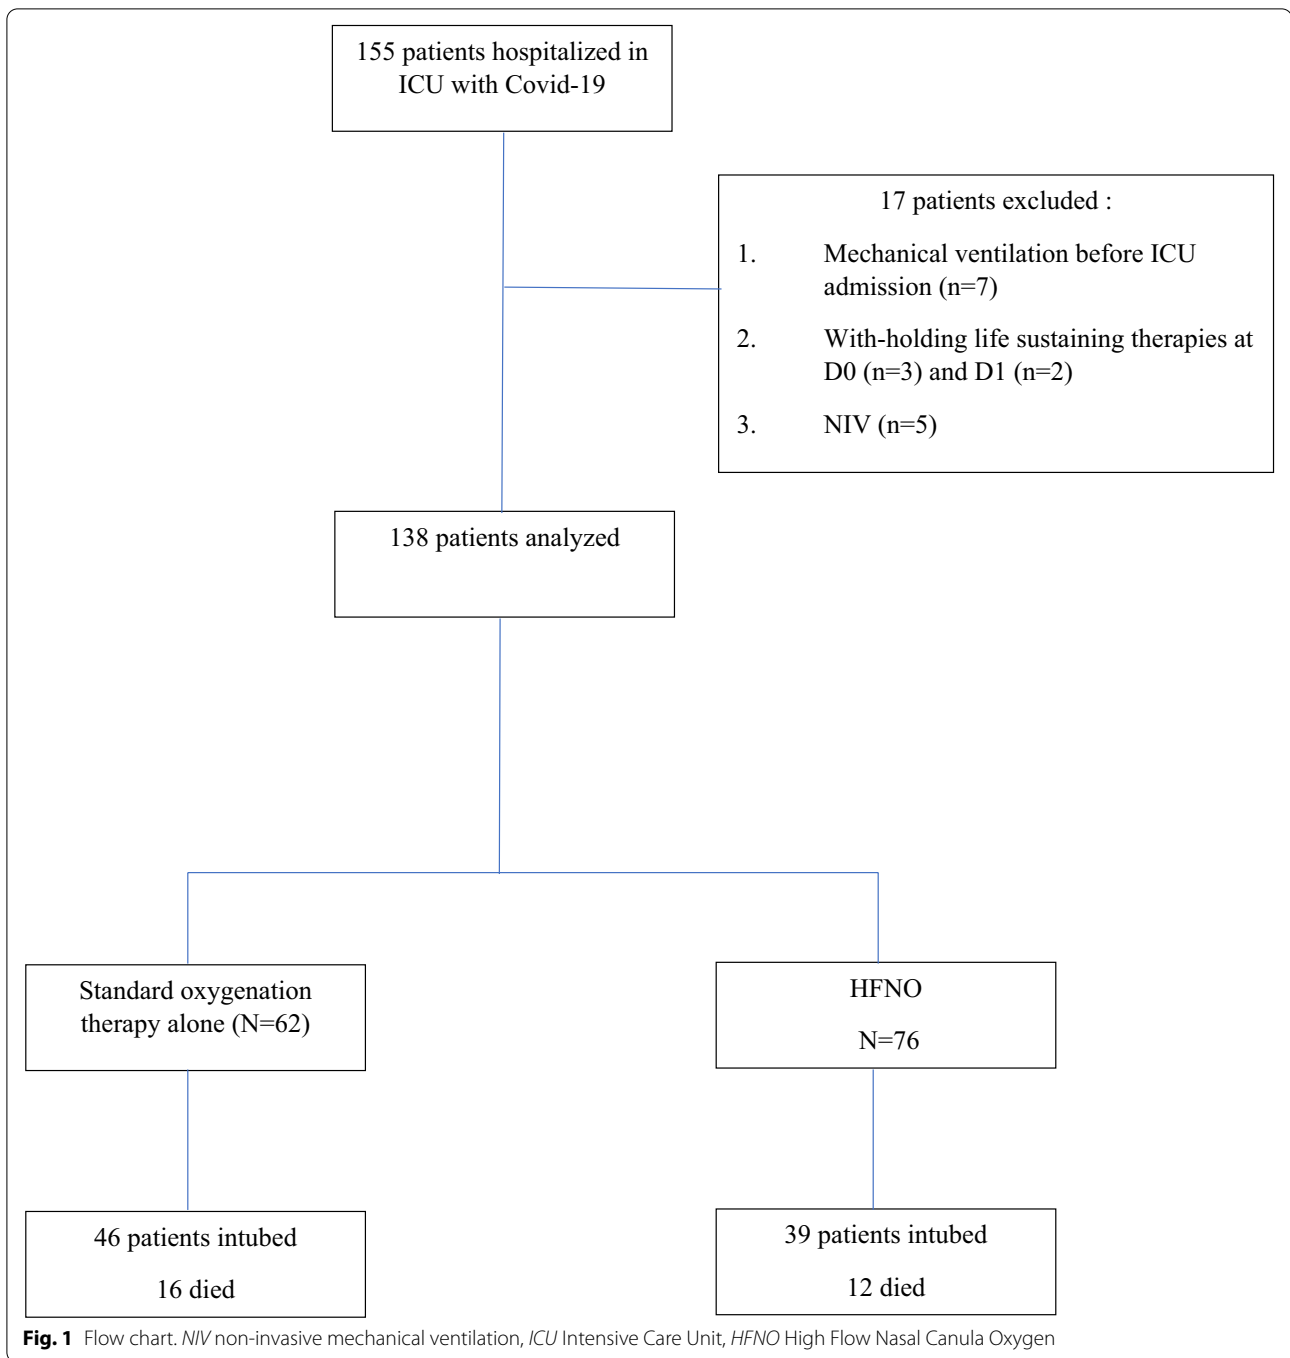 155 patients hospitalized in
ICU with Covid-19
17 patients excluded :
1. Mechanical ventilation before ICU
admission (n=7)
2. With-holding life sustaining therapies at
D0 (n=3) and D1 (n=2)
3. NIV (n=5)
138 patients analyzed
Standard oxygenation
therapy alone (N=62)
HFNO
N=76
46 patients intubed
16 died
39 patients intubed
12 died
Fig. 1 Flow chart. NIV non-invasive mechanical ventilation, ICU Intensive Care Unit, HFNO High Flow Nasal Canula Oxygen